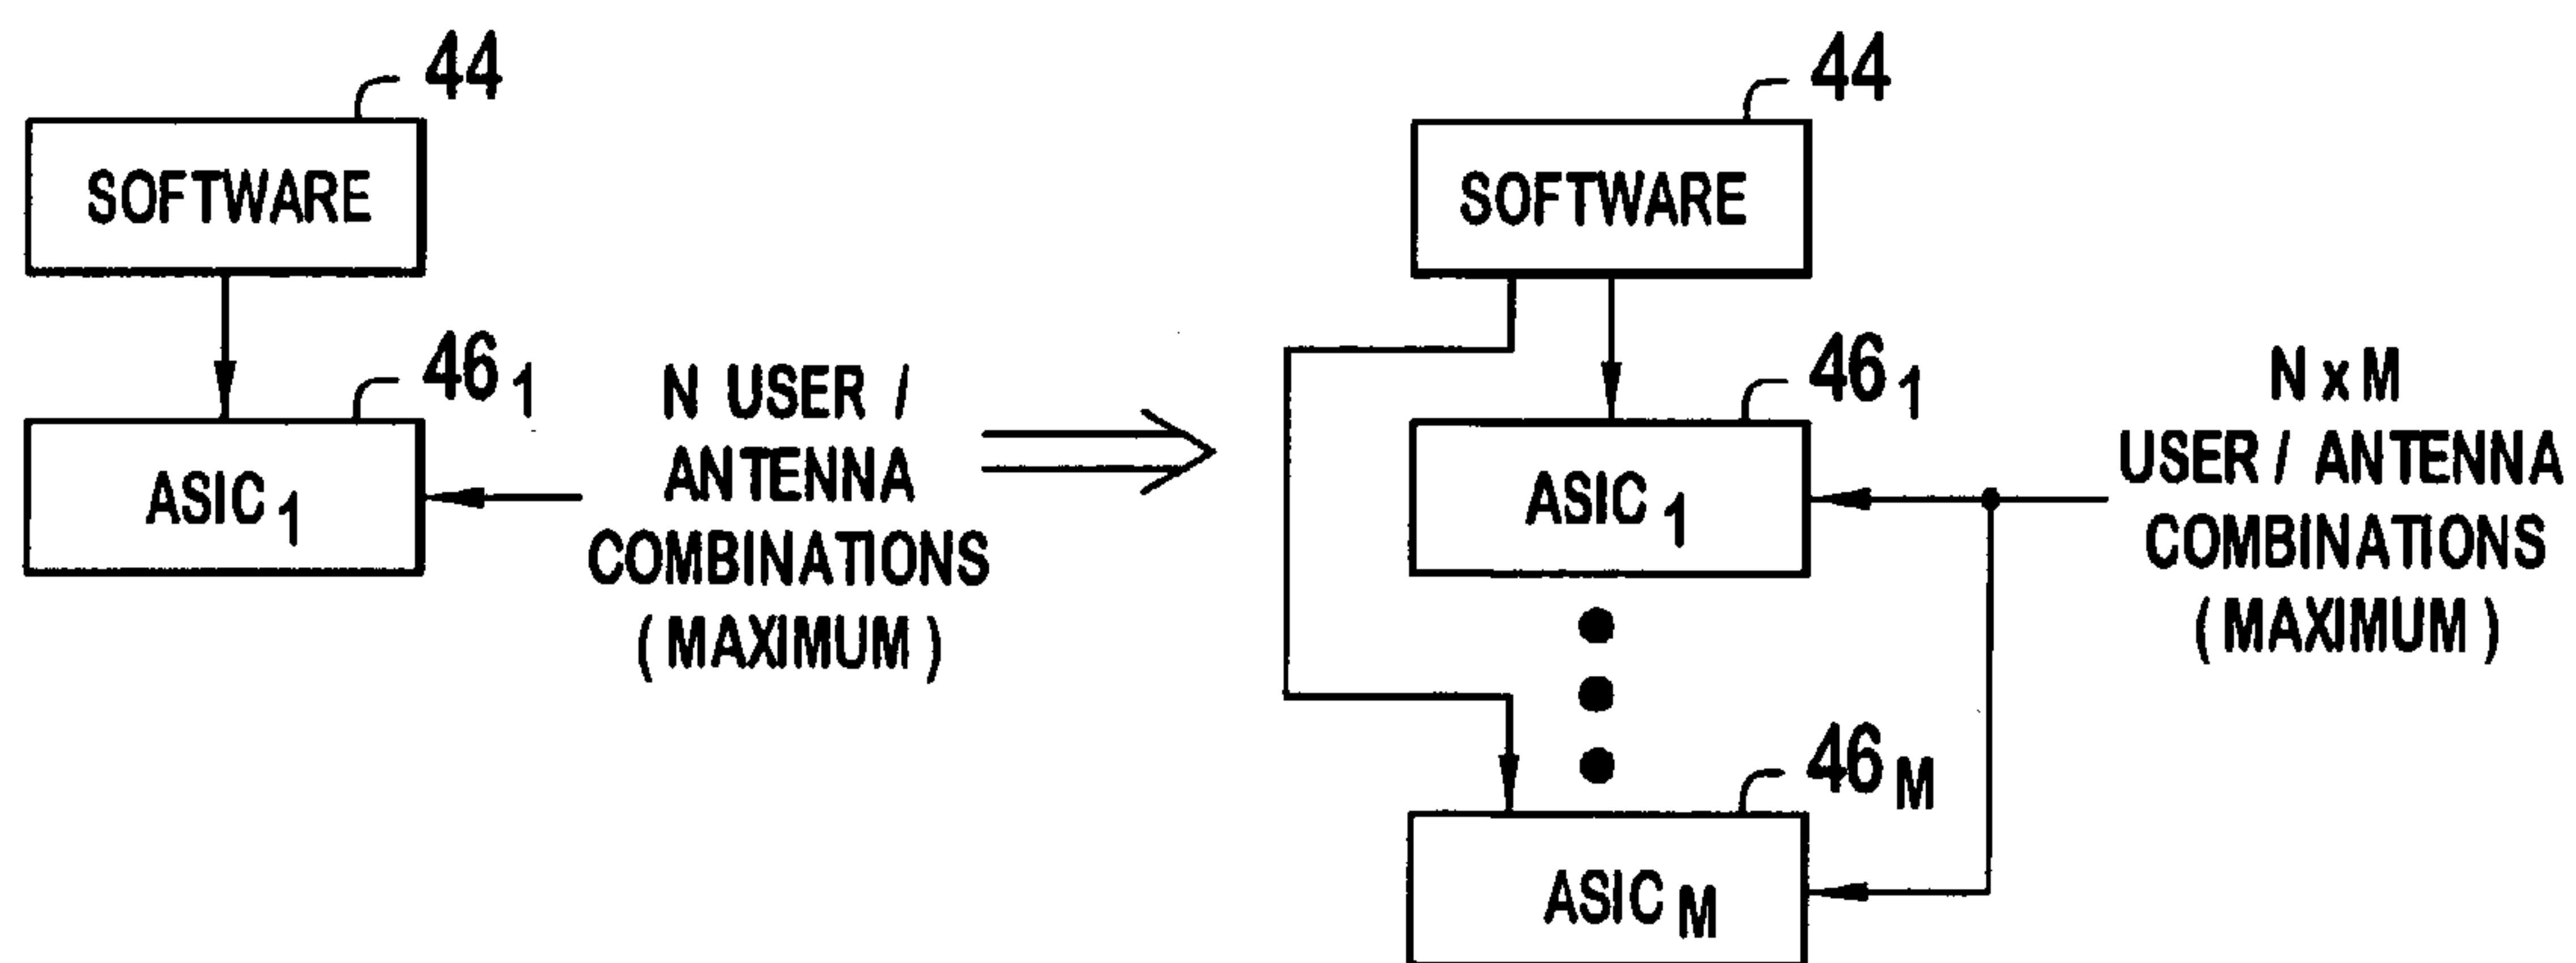 44
SOFTWARE
46 1
ASIC 1
N USER /
ANTENNA
COMBINATIONS
( MAXIMUM )
44
SOFTWARE
46 1
ASIC 1
46 M
ASIC M
N x M
USER / ANTENNA
COMBINATIONS
( MAXIMUM )